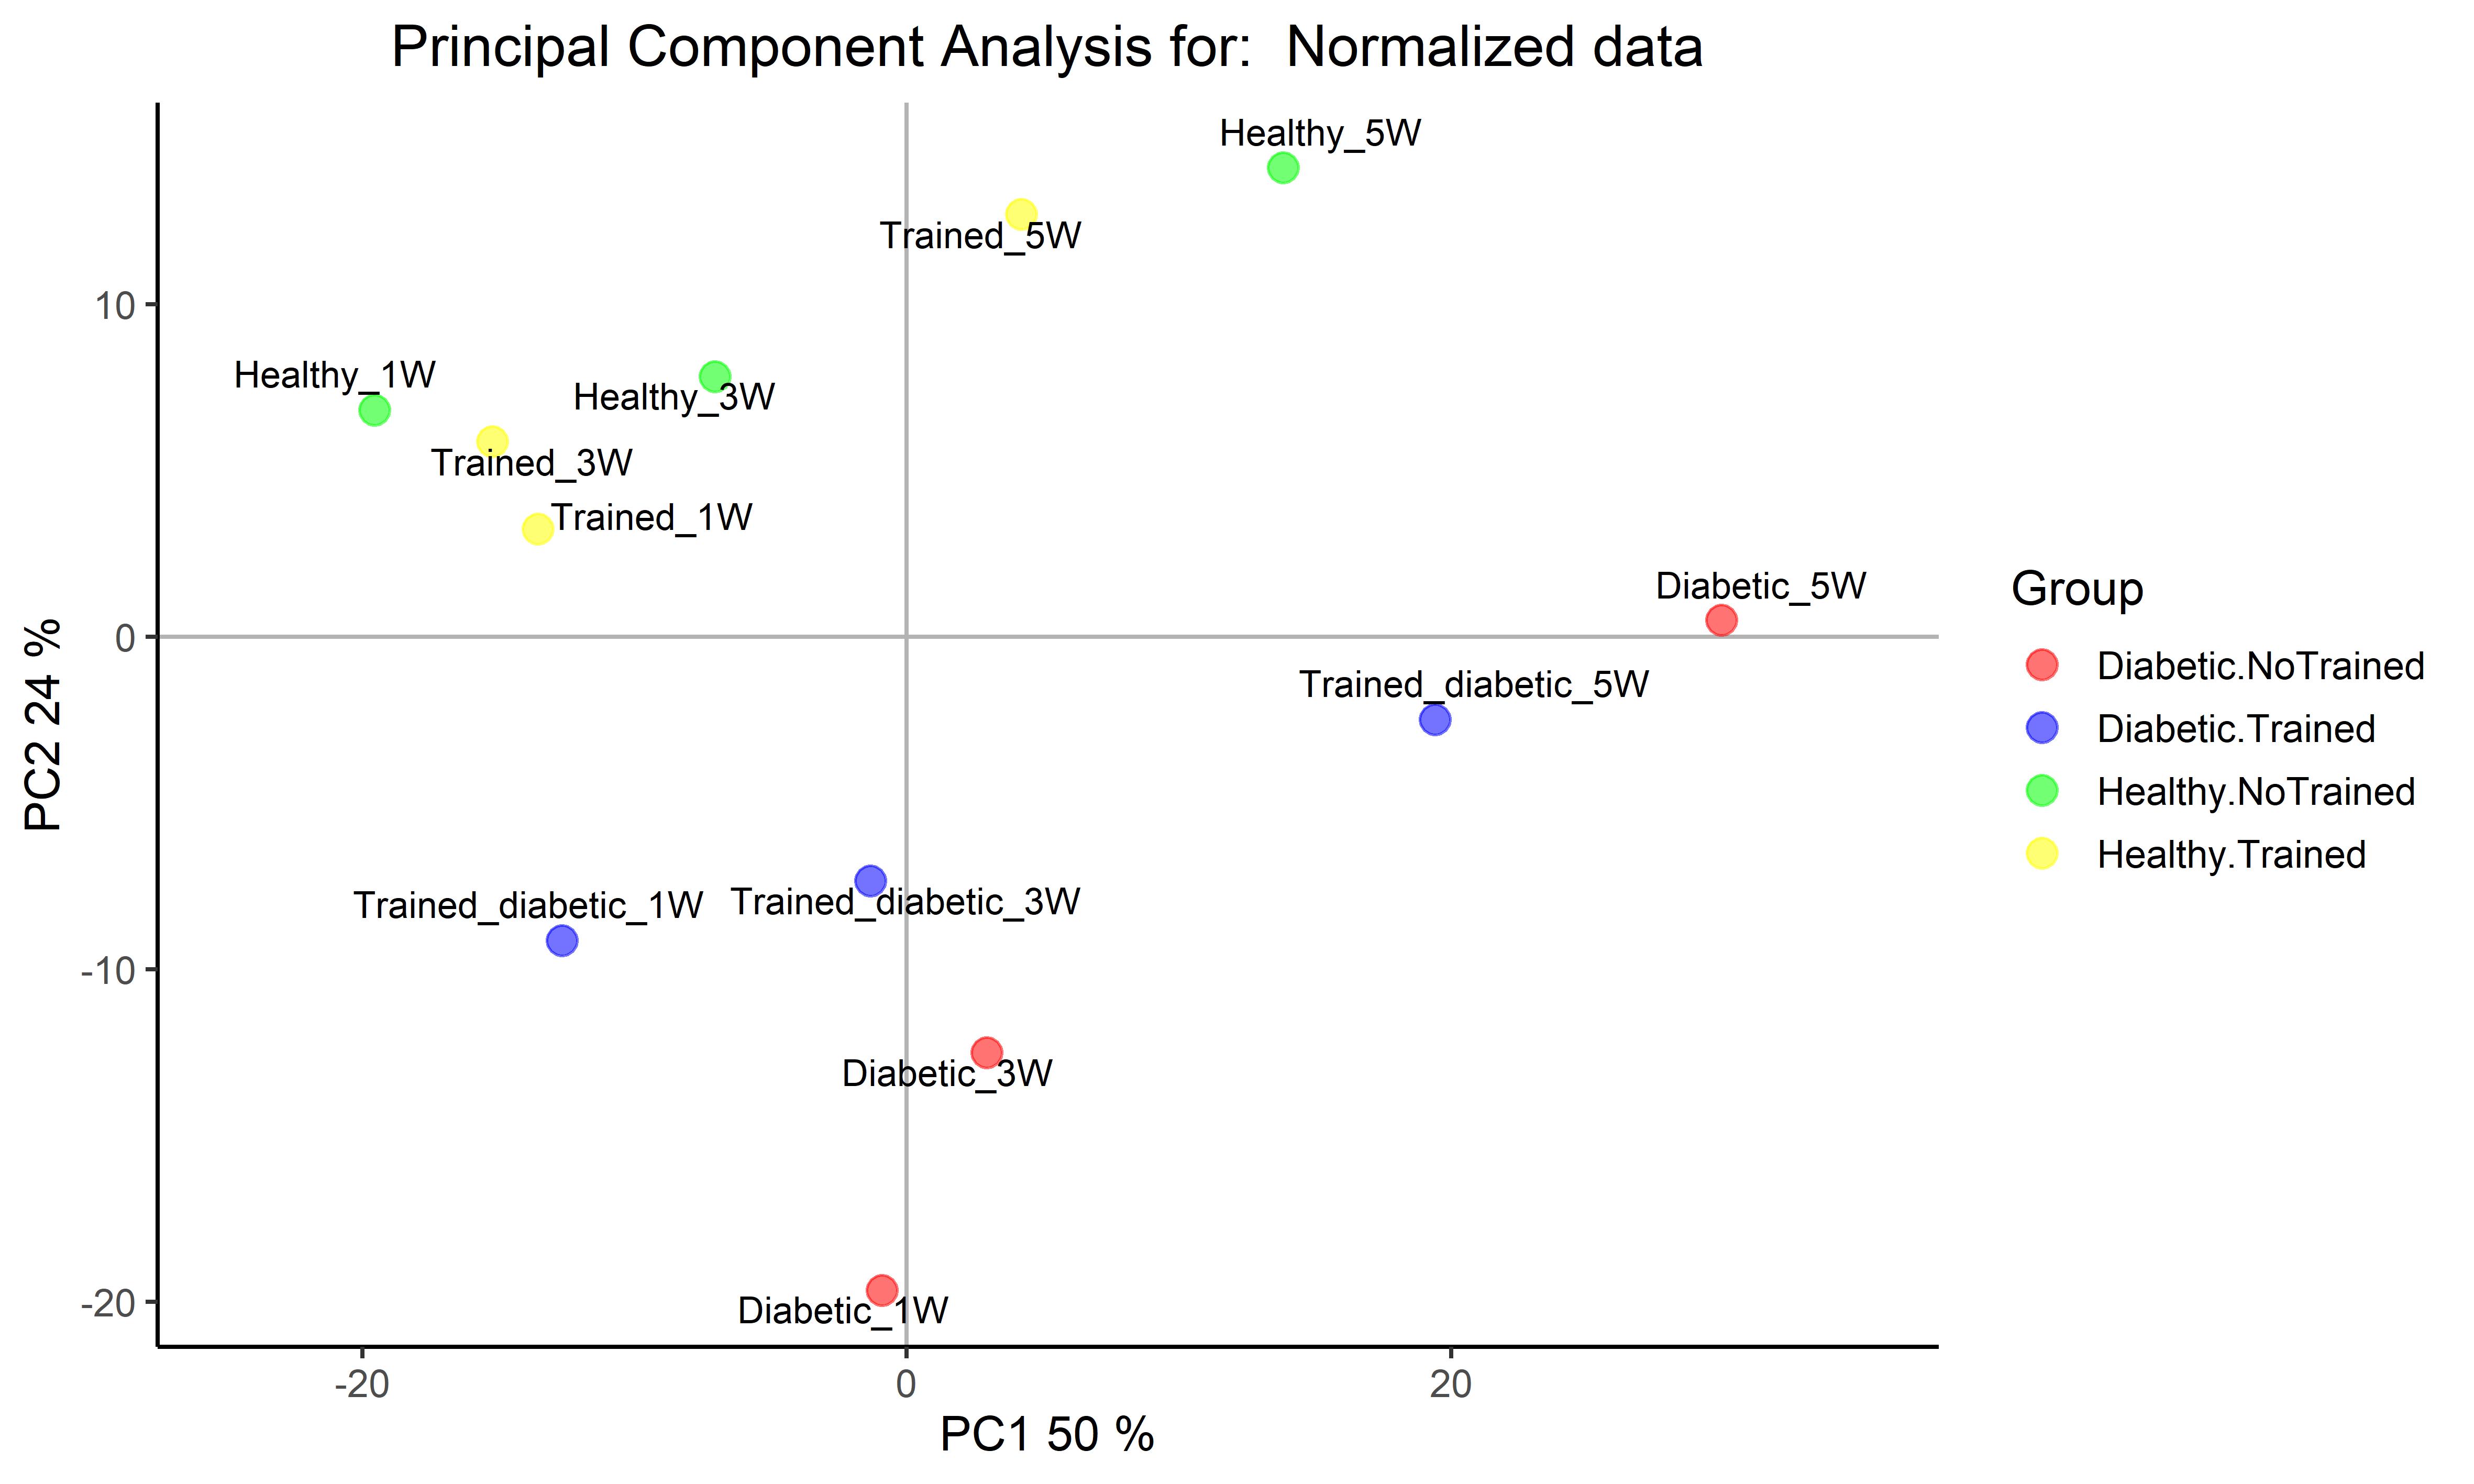 Principal Component Analysis for:  Normalized data
Healthy_5W
Trained_5W
Healthy_1W
Healthy_3W
Trained_3W
Trained_1W
Diabetic_5W
Trained_diabetic_5W
Trained_diabetic_3W
Trained_diabetic_1W
Diabetic_3W
Diabetic_1W
10
0
-10
-20
PC2 24 %
-20
0
20
PC1 50 %
Group
Diabetic.NoTrained
Diabetic.Trained
Healthy.NoTrained
Healthy.Trained